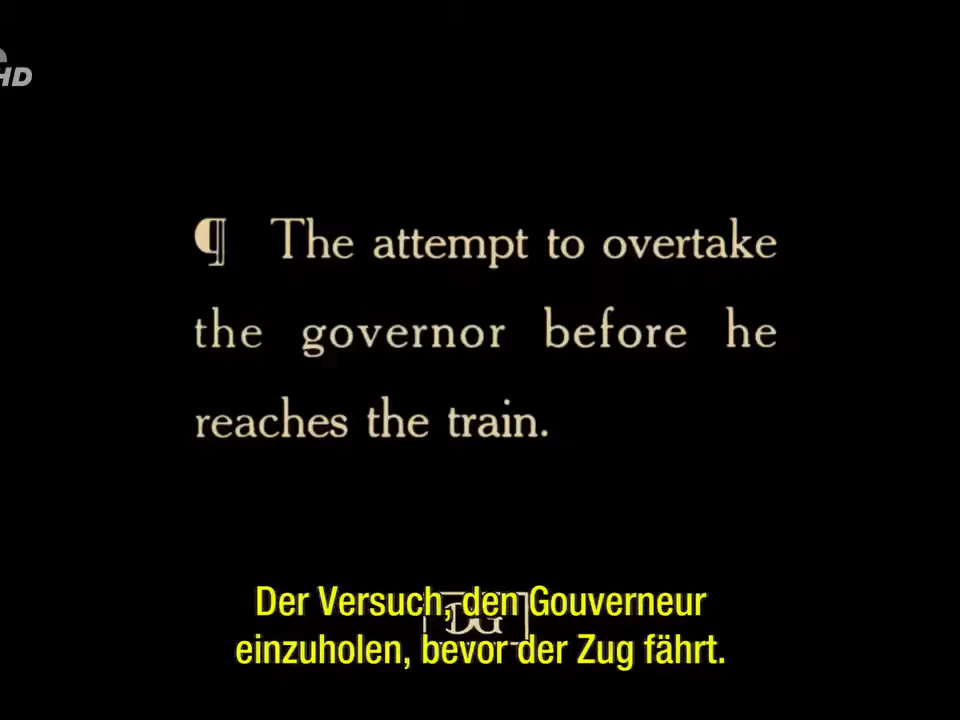 HD
¶ The attempt to overtake
the governor before he
reaches the train.
DG
Der Versuch, den Gouverneur
einzuholen, bevor der Zug fährt.